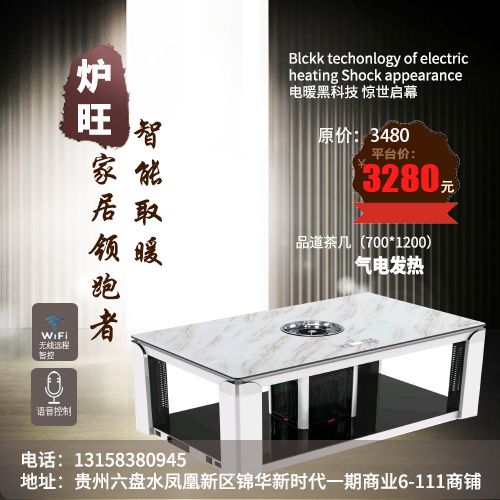 炉旺
智能取暖
家居领跑者
Blckk techonlogy of electric
heating Shock appearance
电暖黑科技 惊世启幕
原价：3480
平台价：
¥3280元
品道茶几（700*1200）
气电发热
WiFi
无线远程
智控
语音控制
电话：13158380945
地址：贵州六盘水凤凰新区锦华新时代一期商业6-111商铺